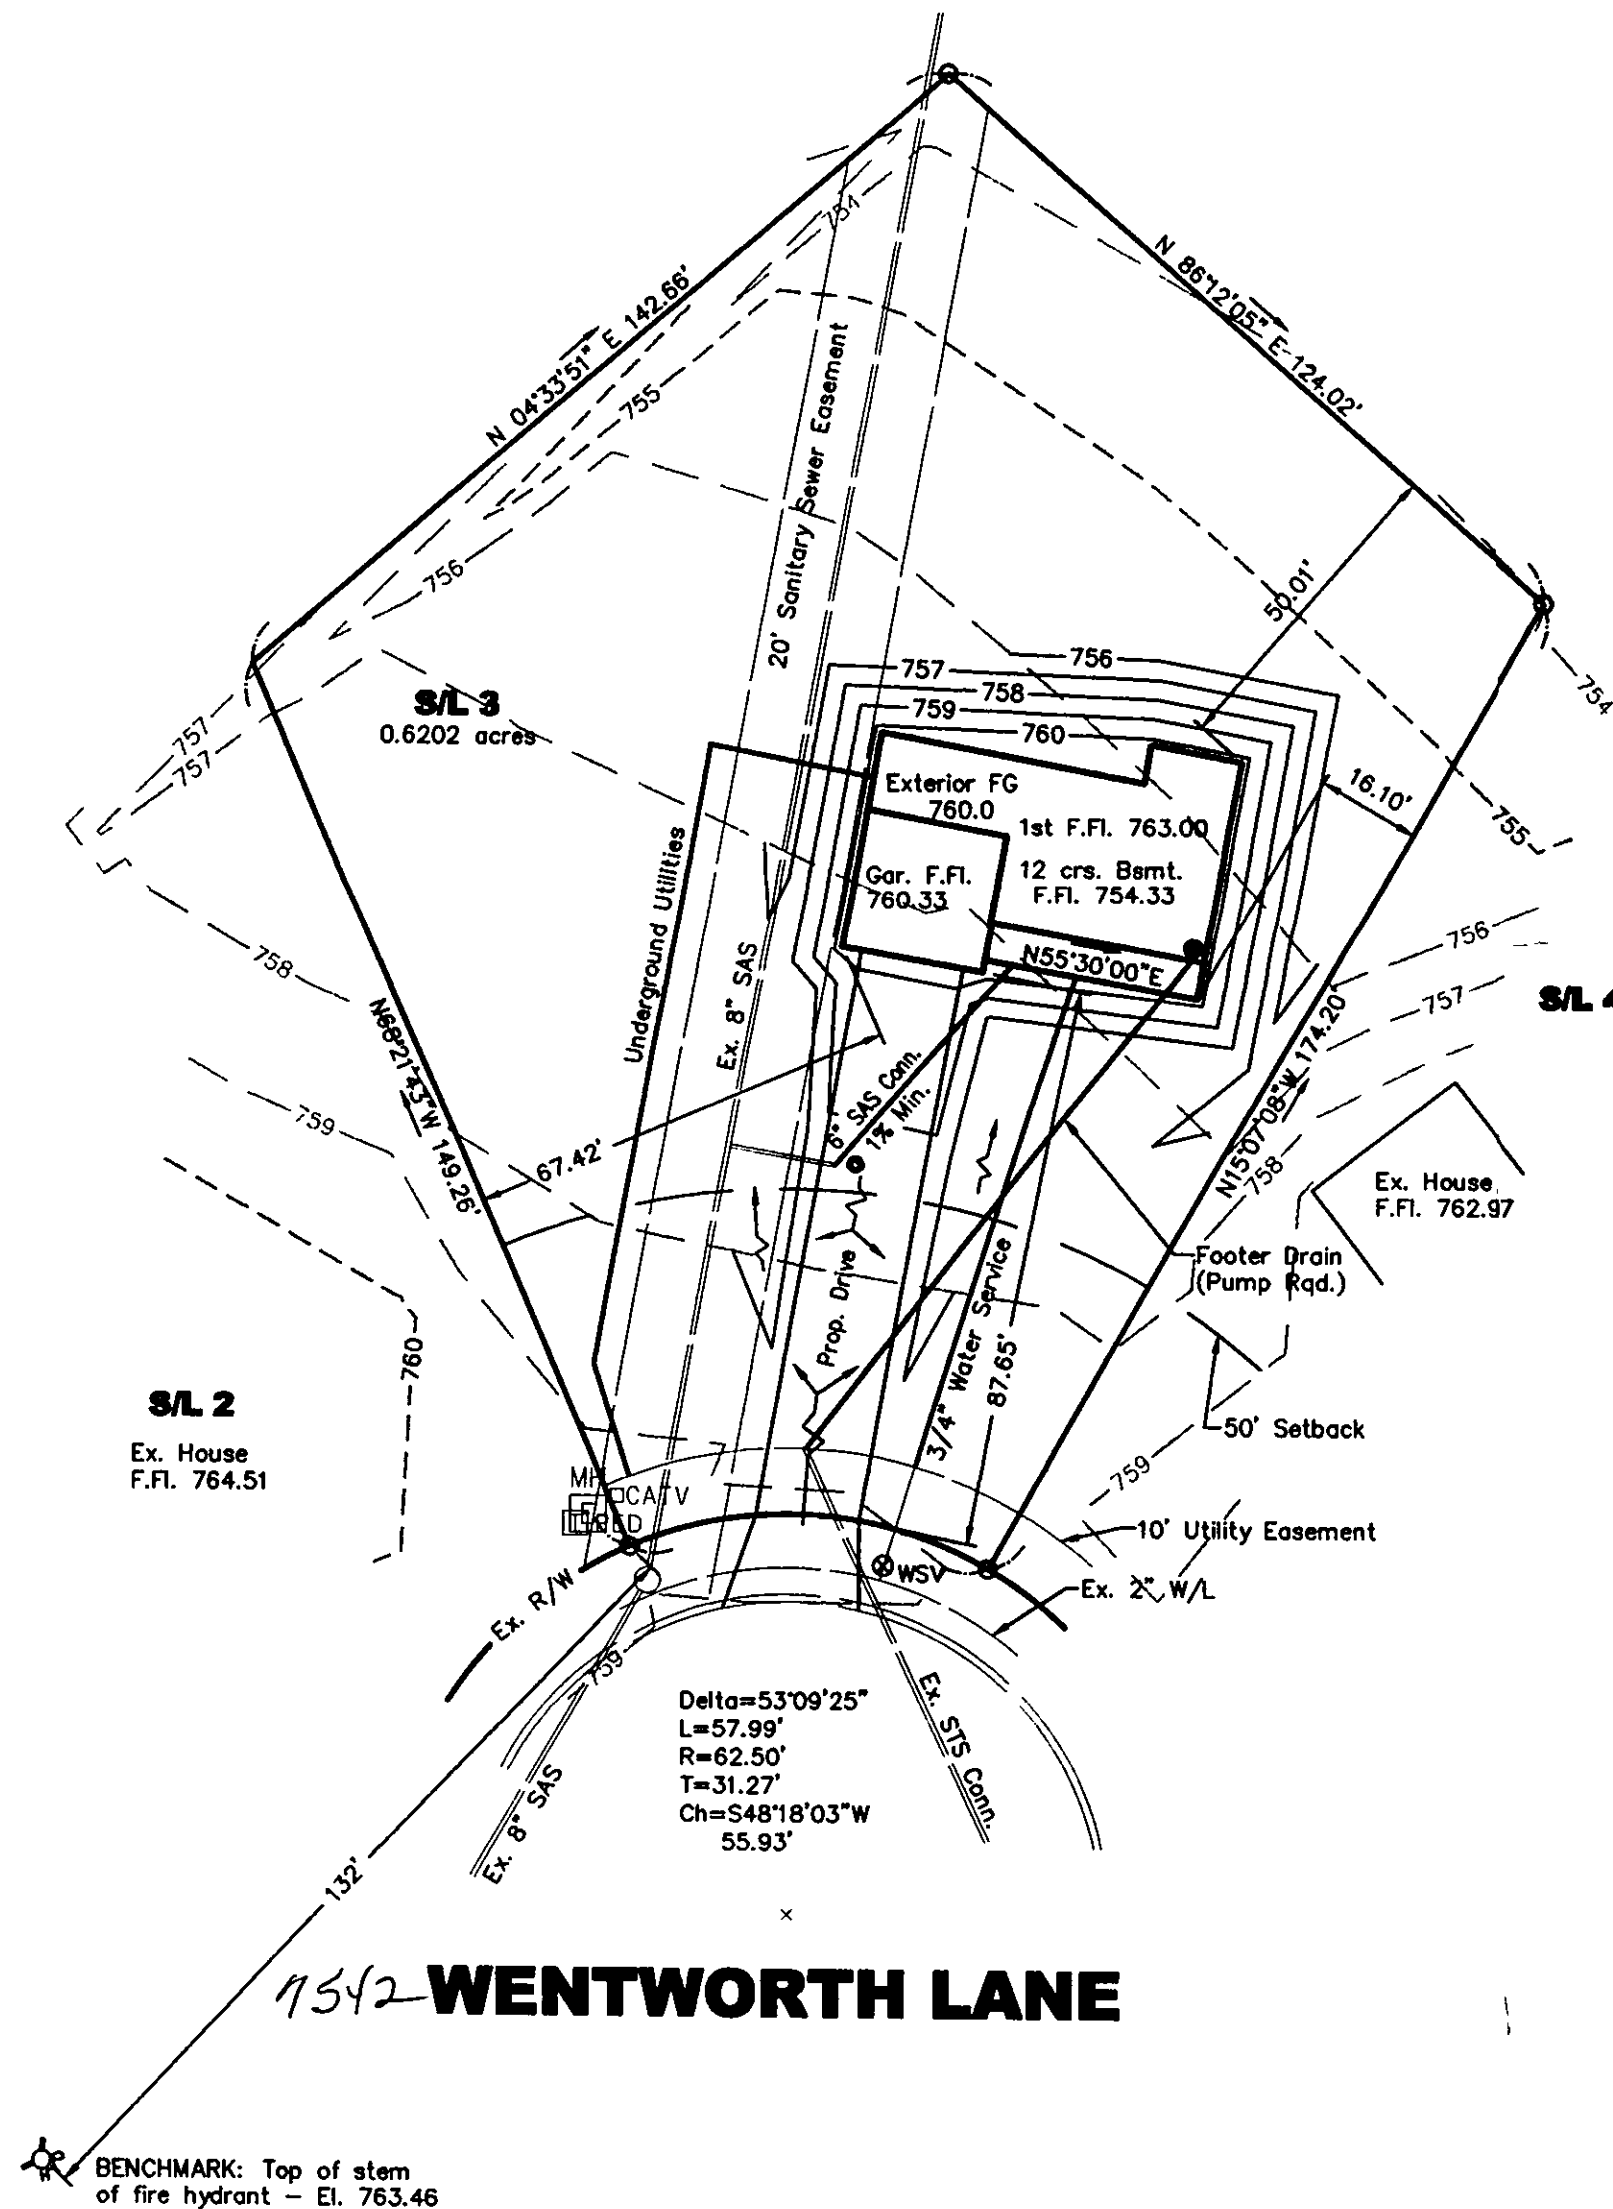 N 04°33'51" E 142.66'
N 86°12'05" E 124.02'
754
755
756
20' Sanitary Sewer Easement
50.01'
754
757
757
S/L 3
0.6202 acres
756
757
758
759
760
Exterior FG
760.0
1st F.Fl. 763.00
12 crs. Bsmt.
F.Fl. 754.33
Gar. F.Fl.
760.33
16.10'
755
756
757
758
S/L 4
N55°30'00"E
Underground Utilities
Ex. 8" SAS
758
759
N68°21'43"W 149.26'
67.42'
6" SAS Conn.
1% Min.
N15°07'08"W 174.20
Ex. House
F.Fl. 762.97
Footer Drain
(Pump Rqd.)
Prop. Drive
3/4" Water Service
87.65'
760
S/L 2
Ex. House
F.Fl. 764.51
50' Setback
759
MH
CATV
PED
10' Utility Easement
WSV
Ex. 2" W/L
Ex. R/W
759
Ex. 8" SAS
Ex. STS Conn.
Delta=53°09'25"
L=57.99'
R=62.50'
T=31.27'
Ch=S48°18'03"W
55.93'
132'
7542 WENTWORTH LANE
BENCHMARK: Top of stem
of fire hydrant – El. 763.46